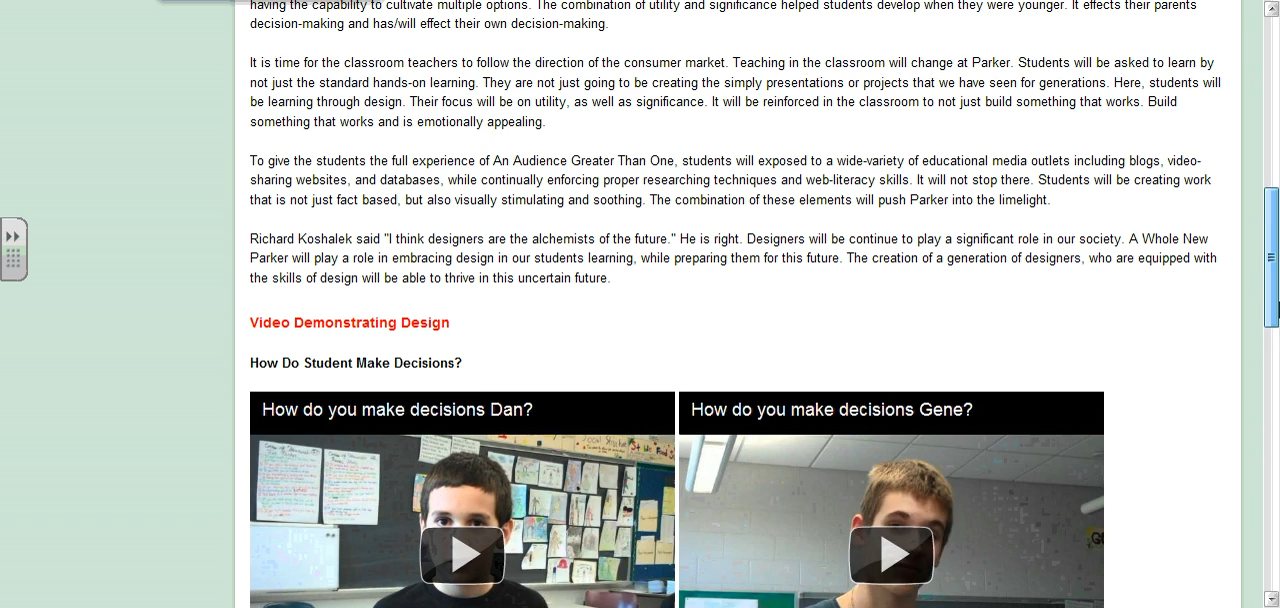 having the capability to cultivate multiple options. The combination of utility and significance helped students develop when they were younger. It effects their parents
decision-making and has/will effect their own decision-making.
It is time for the classroom teachers to follow the direction of the consumer market. Teaching in the classroom will change at Parker. Students will be asked to learn by
not just the standard hands-on learning. They are not just going to be creating the simply presentations or projects that we have seen for generations. Here, students will
be learning through design. Their focus will be on utility, as well as significance. It will be reinforced in the classroom to not just build something that works. Build
something that works and is emotionally appealing.
To give the students the full experience of An Audience Greater Than One, students will exposed to a wide-variety of educational media outlets including blogs, video-
sharing websites, and databases, while continually enforcing proper researching techniques and web-literacy skills. It will not stop there. Students will be creating work
that is not just fact based, but also visually stimulating and soothing. The combination of these elements will push Parker into the limelight.
Richard Koshalek said "I think designers are the alchemists of the future." He is right. Designers will be continue to play a significant role in our society. A Whole New
Parker will play a role in embracing design in our students learning, while preparing them for this future. The creation of a generation of designers, who are equipped with
the skills of design will be able to thrive in this uncertain future.
Video Demonstrating Design
How Do Student Make Decisions?
How do you make decisions Dan?
How do you make decisions Gene?